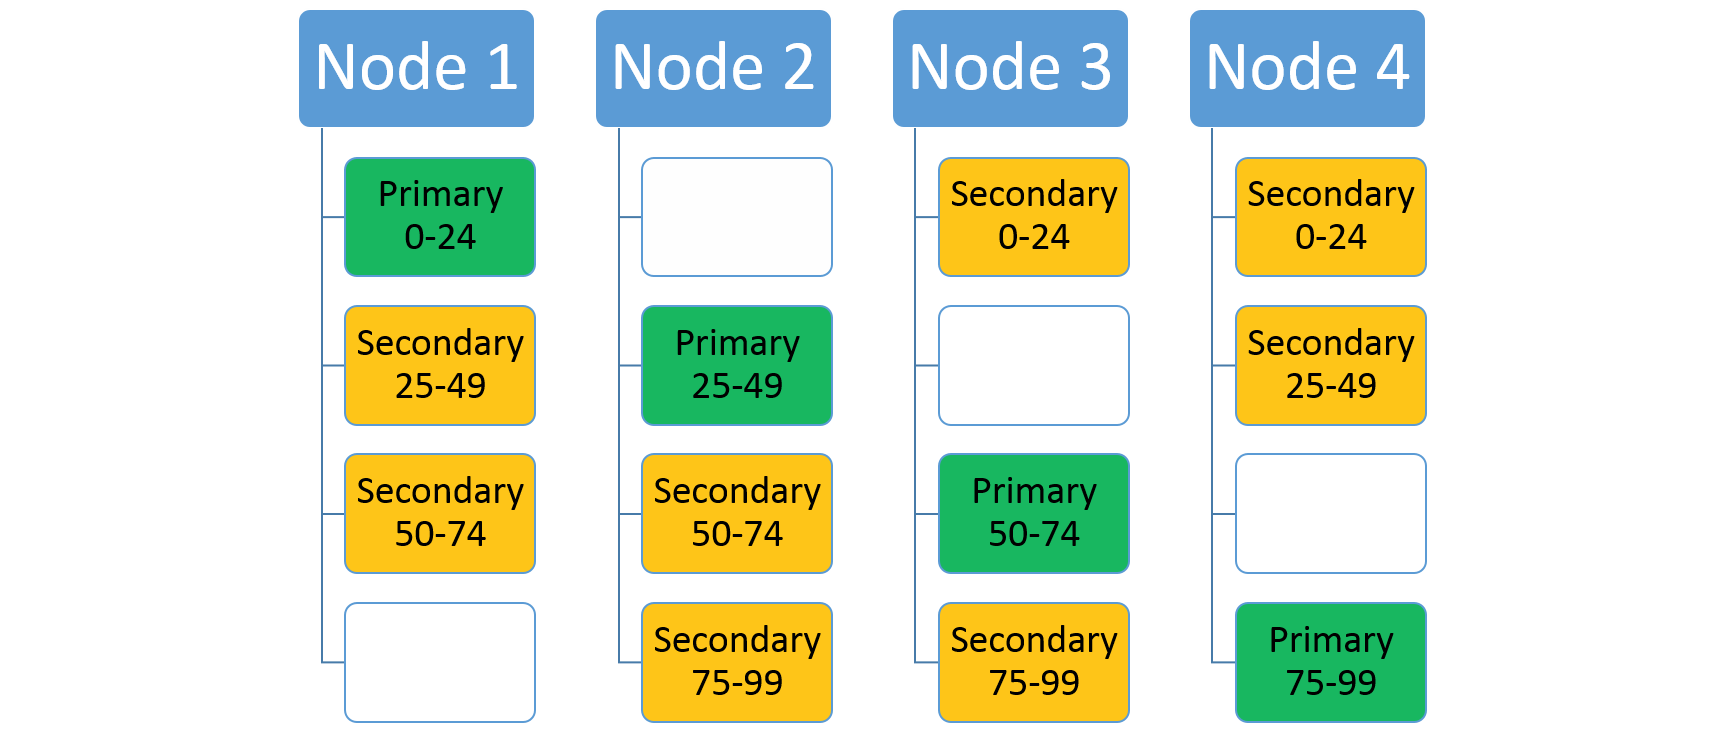 Node 1
Primary
0-24
Secondary
25-49
Secondary
50-74
Node 2
Primary
25-49
Secondary
50-74
Secondary
75-99
Node 3
Secondary
0-24
Primary
50-74
Secondary
75-99
Node 4
Secondary
0-24
Secondary
25-49
Primary
75-99